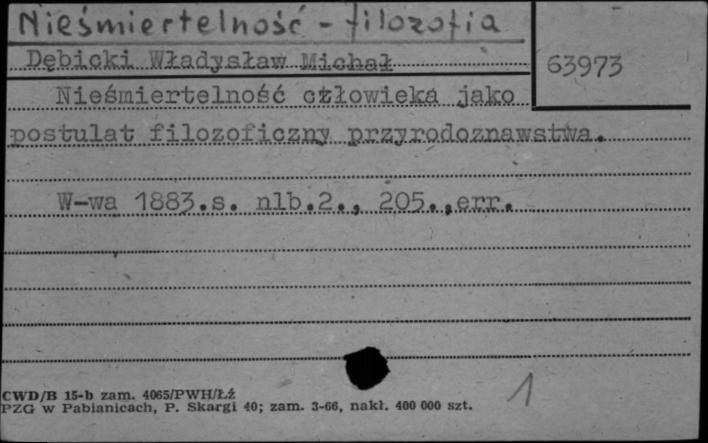 Nieśmiertelność - filozofia
Dębicki Władysław Michał
63973
Nieśmiertelność człowieka jako
postulat filozoficzny przyrodoznawstwa.
W-wa 1883.s. nlb.2., 205.,err.
1
CWD/B 15-b zam. 4065/PWH/Łź
PZG w Pabianicach, P. Skargi 40; zam. 3-66, nakł. 400 000 szt.